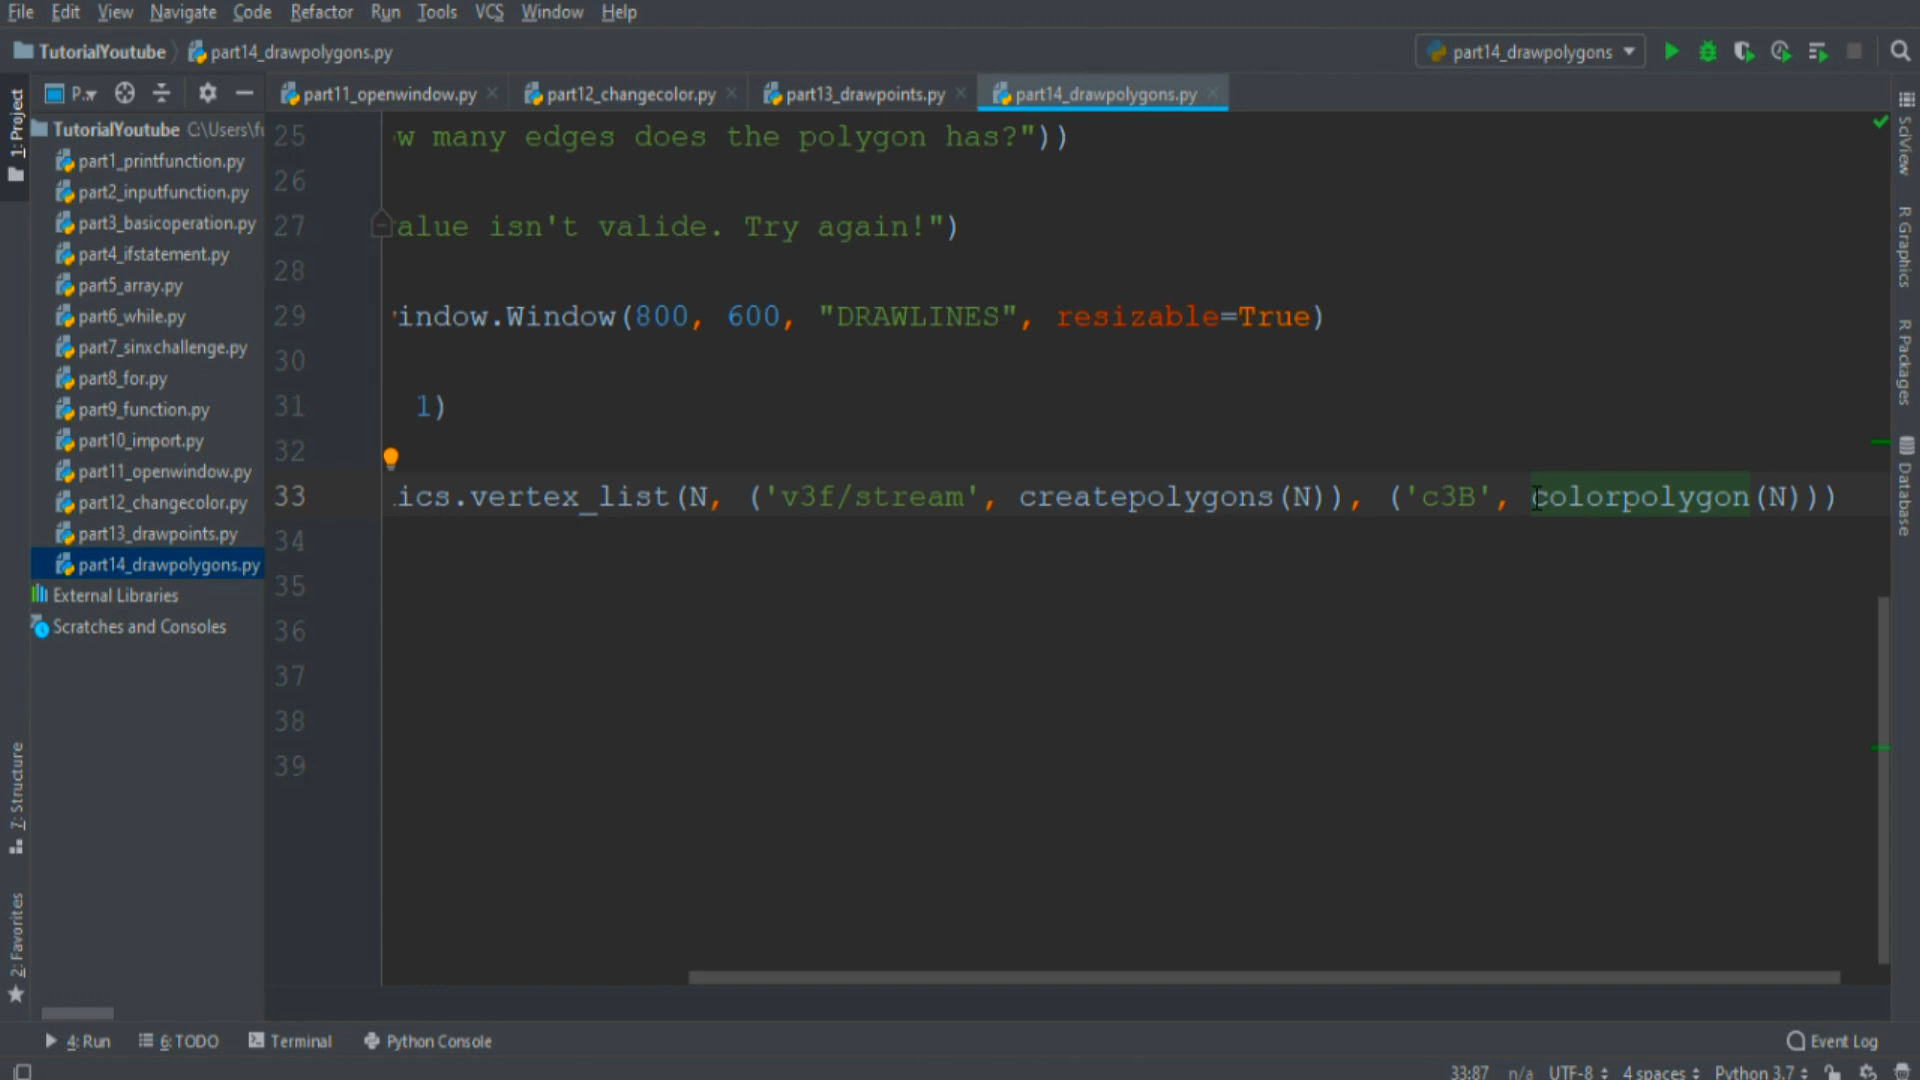 File Edit View Navigate Code Refactor Run Tools VCS Window Help
TutorialYoutube part14_drawpolygons.py part14_drawpolygons
P.. part11_openwindow.py part12_changecolor.py part13_drawpoints.py part14_drawpolygons.py
1: Project
TutorialYoutube C:\Users\fu
part1_printfunction.py
part2_inputfunction.py
part3_basicoperation.py
part4_ifstatement.py
part5_array.py
part6_while.py
part7_sinxchallenge.py
part8_for.py
part9_function.py
part10_import.py
part11_openwindow.py
part12_changecolor.py
part13_drawpoints.py
part14_drawpolygons.py
External Libraries
Scratches and Consoles
7: Structure
2: Favorites
25 w many edges does the polygon has?"))
26
27 alue isn't valide. Try again!")
28
29 indow.Window(800, 600, "DRAWLINES", resizable=True)
30
31 1)
32
33 ics.vertex_list(N, ('v3f/stream', createpolygons(N)), ('c3B', colorpolygon(N)))
34
35
36
37
38
39
SciView
R Graphics
R Packages
Database
4: Run 6: TODO Terminal Python Console Event Log
33:87 n/a UTF-8 4 spaces Python 3.7